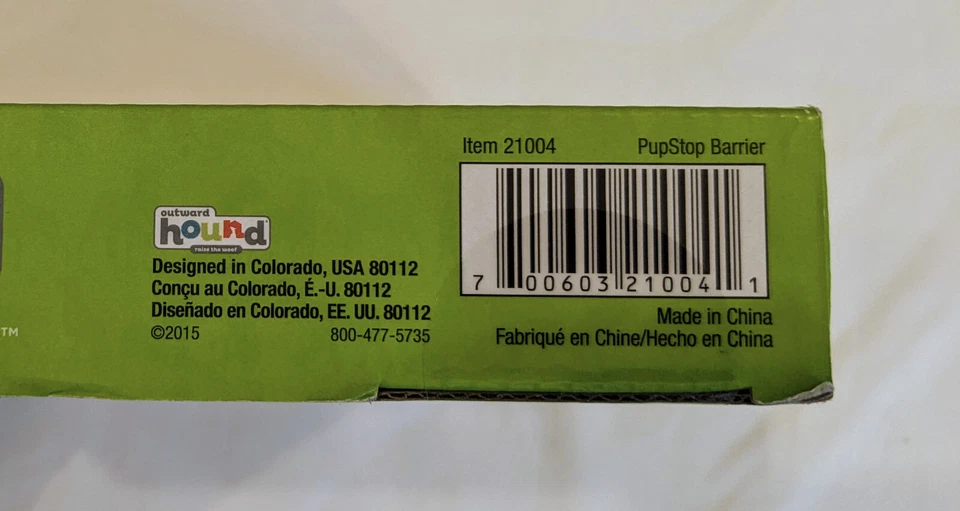 Item 21004 PupStop Barrier
7 00603 21004 1
outward
hound
raise the woof
Designed in Colorado, USA 80112
Conçu au Colorado, É.-U. 80112
Diseñado en Colorado, EE. UU. 80112
©2015 800-477-5735
Made in China
Fabriqué en Chine/Hecho en China
TM